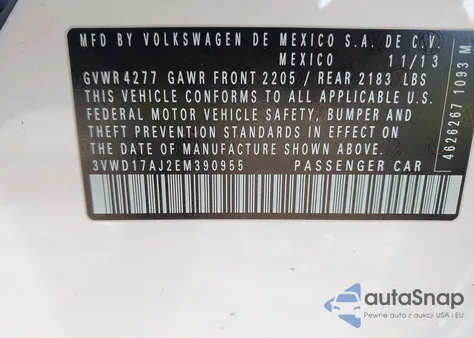 MFD BY VOLKSWAGEN DE MEXICO S.A. DE C.V.
MEXICO 11/13
GVWR 4277 GAWR FRONT 2205 / REAR 2183 LBS
THIS VEHICLE CONFORMS TO ALL APPLICABLE U.S.
FEDERAL MOTOR VEHICLE SAFETY, BUMPER AND
THEFT PREVENTION STANDARDS IN EFFECT ON
THE DATE OF MANUFACTURE SHOWN ABOVE.
3VWD17AJ2EM390955 PASSENGER CAR
4626267 1093 M
autoSnap
Pewne auta z aukcji USA i EU